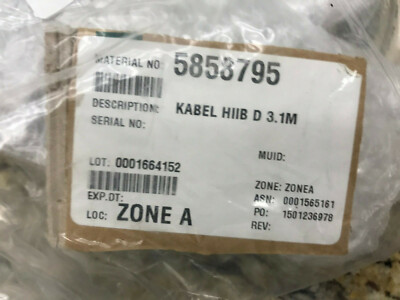 MATERIAL NO: 5853795
DESCRIPTION: KABEL HIIB D 3.1M
SERIAL NO:
LOT: 0001664152
MUID:
EXP.DT:
ZONE: ZONEA
ASN: 0001565161
LOC: ZONE A
PO: 1501236978
REV: